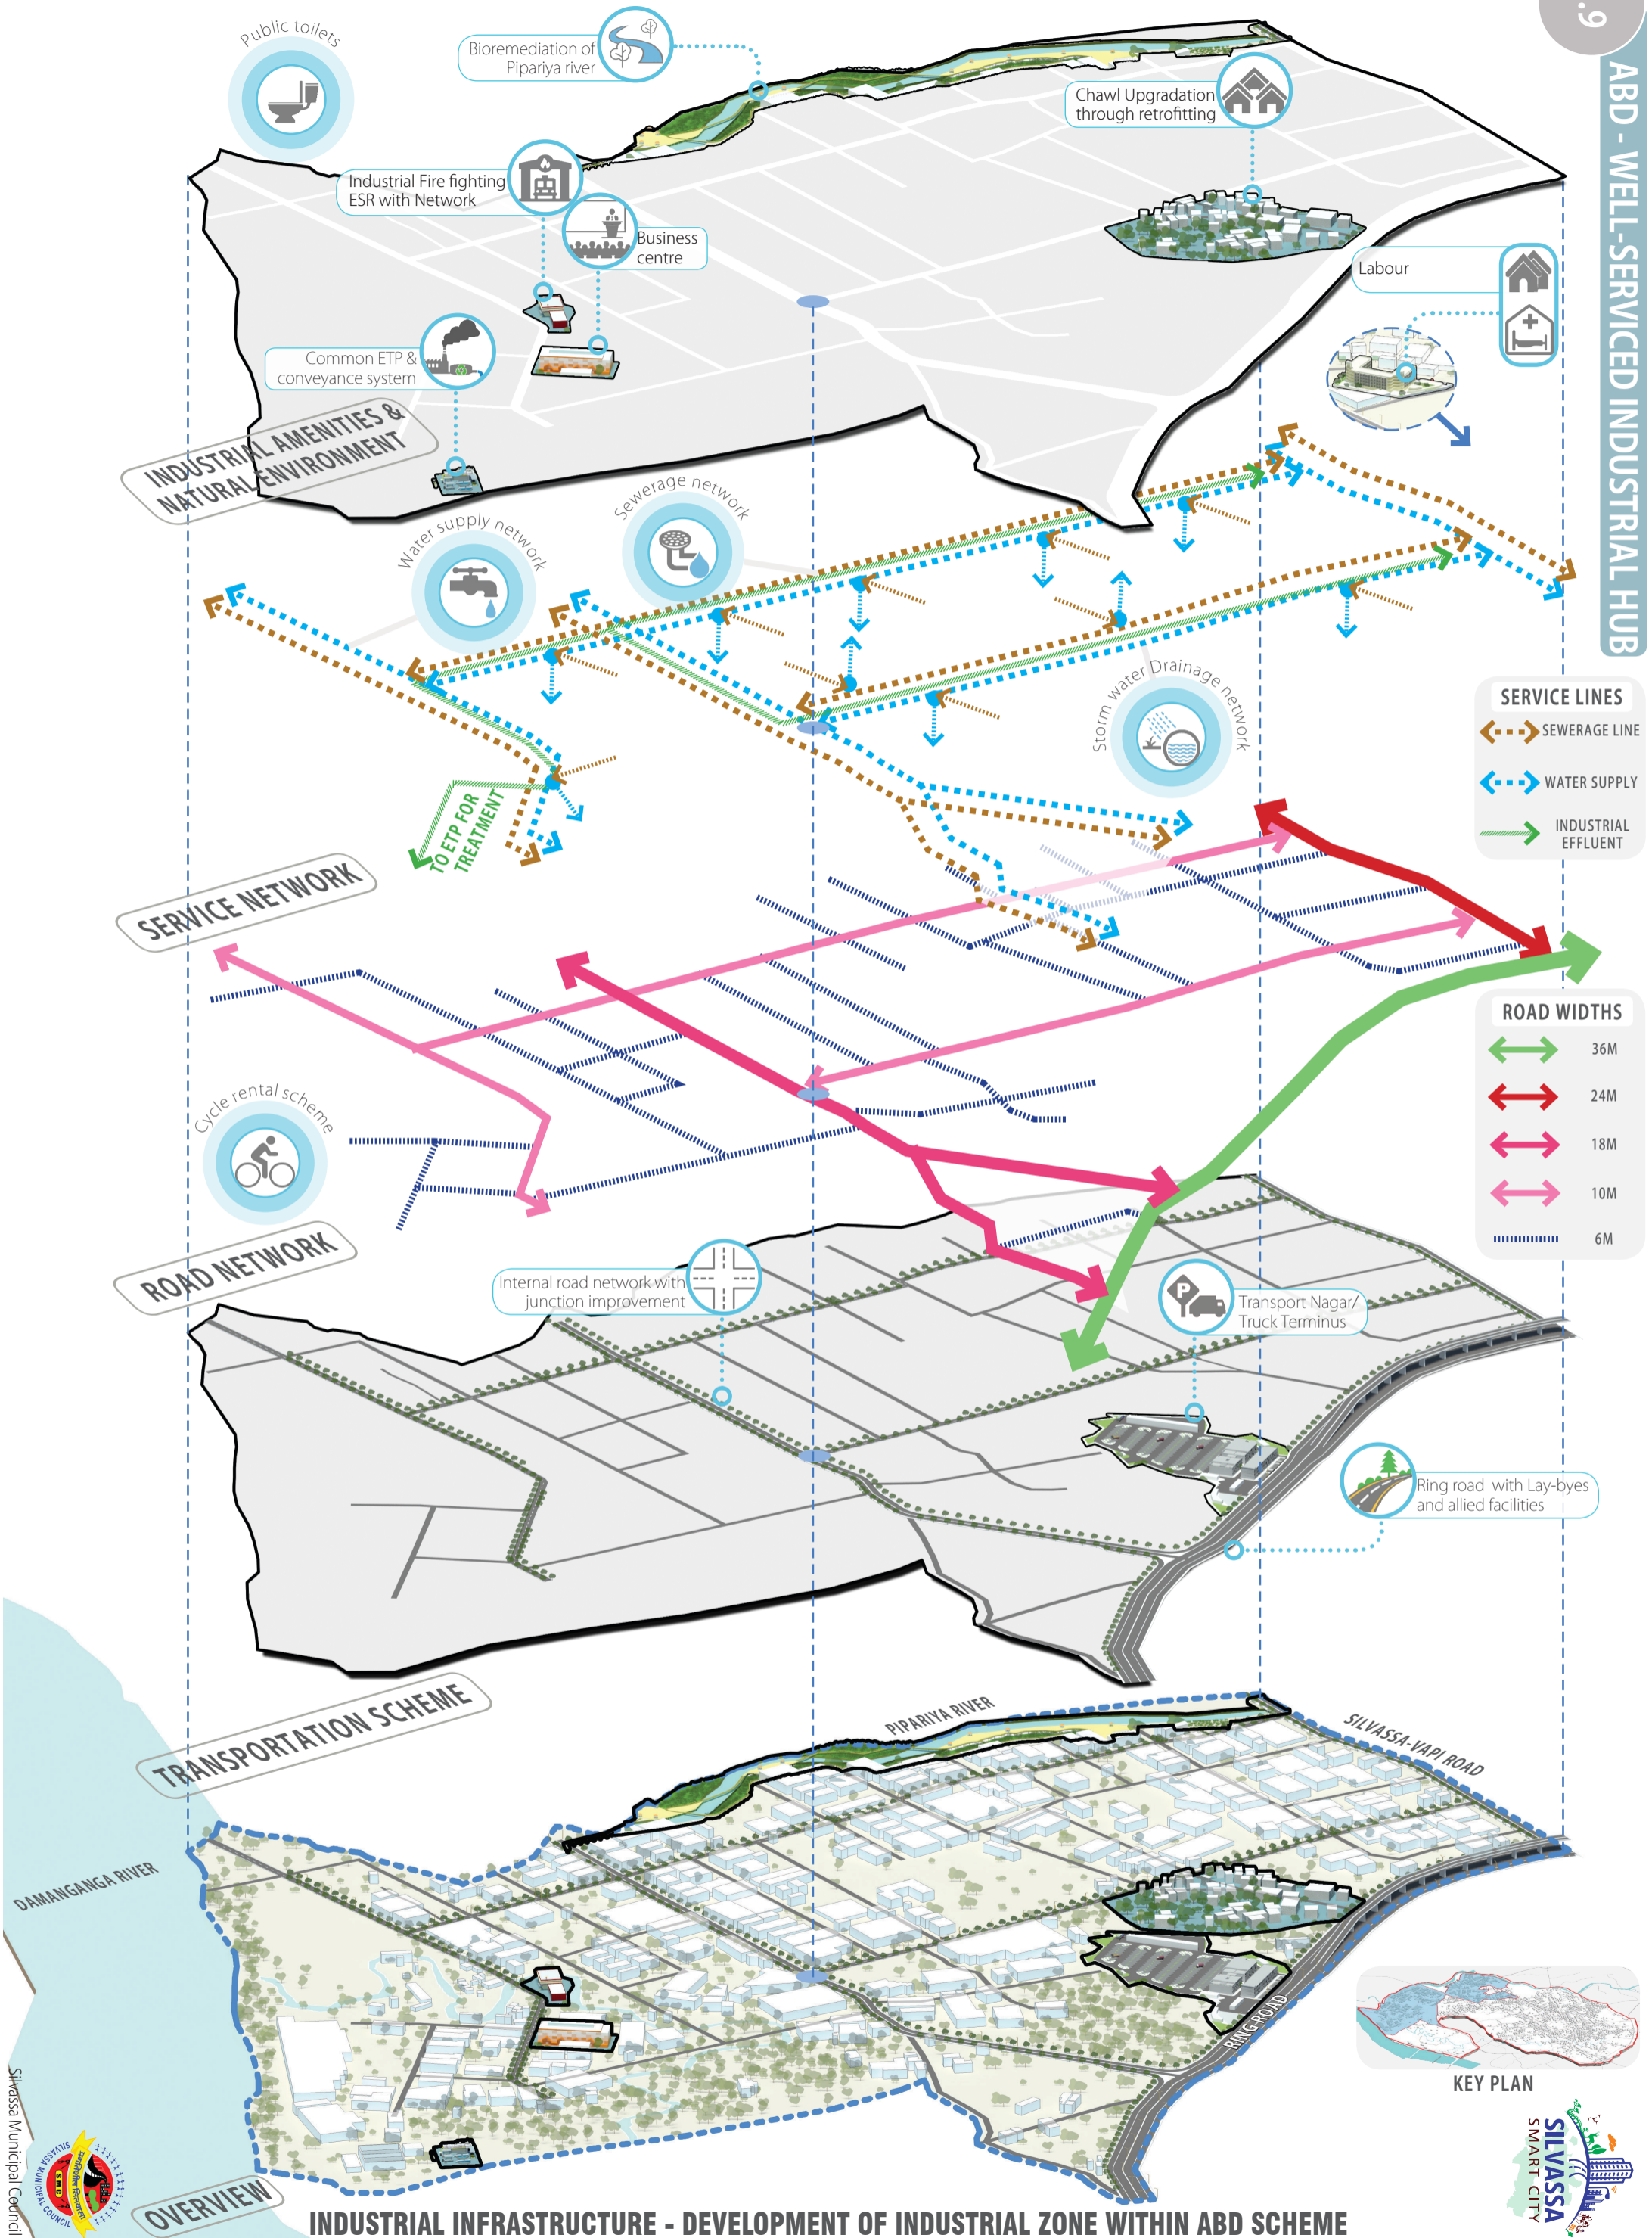 .9
ABD - WELL-SERVICED INDUSTRIAL HUB
Public toilets
Bioremediation of
Pipariya river
Chawl Upgradation
through retrofitting
Industrial Fire fighting
ESR with Network
Business
centre
Labour
Common ETP &
conveyance system
INDUSTRIAL AMENITIES &
NATURAL ENVIRONMENT
Sewerage network
Water supply network
Storm water Drainage network
TO ETP FOR
TREATMENT
SERVICE LINES
SEWERAGE LINE
WATER SUPPLY
INDUSTRIAL
EFFLUENT
SERVICE NETWORK
ROAD WIDTHS
36M
24M
18M
10M
6M
Cycle rental scheme
ROAD NETWORK
Internal road network with
junction improvement
P
Transport Nagar/
Truck Terminus
Ring road with Lay-byes
and allied facilities
TRANSPORTATION SCHEME
PIPARIYA RIVER
SILVASSA-VAPI ROAD
DAMANGANGA RIVER
RING ROAD
KEY PLAN
SILVASSA
SMART CITY
Silvassa Municipal Council
SMC
SILVASSA MUNICIPAL COUNCIL
OVERVIEW
INDUSTRIAL INFRASTRUCTURE - DEVELOPMENT OF INDUSTRIAL ZONE WITHIN ABD SCHEME